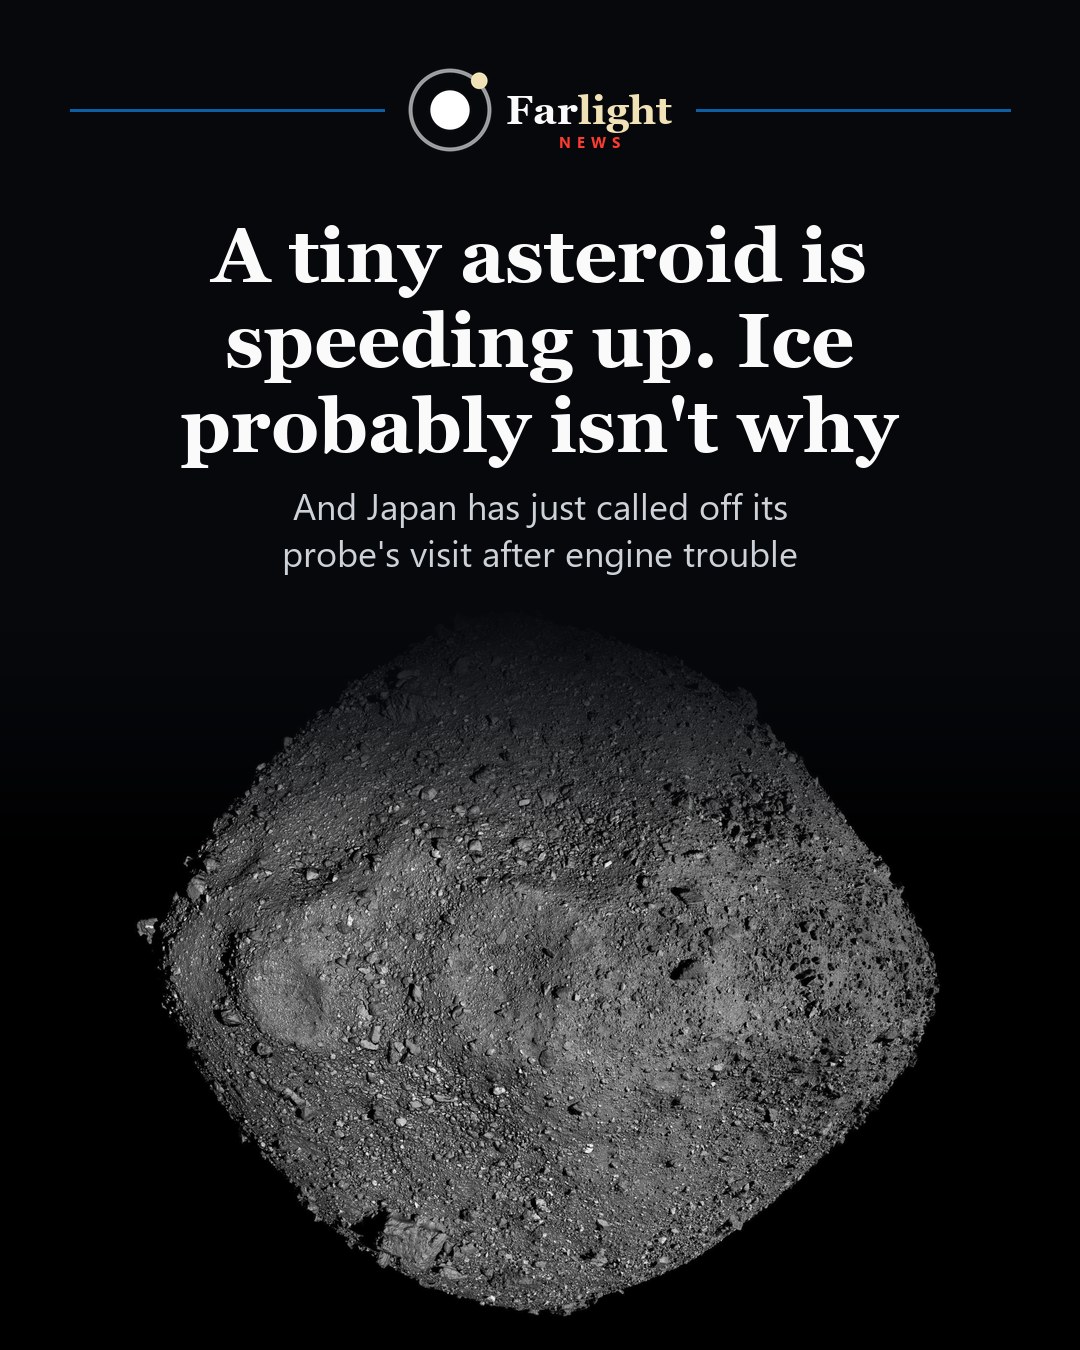 Farlight
NEWS
A tiny asteroid is
speeding up. Ice
probably isn't why
And Japan has just called off its
probe's visit after engine trouble